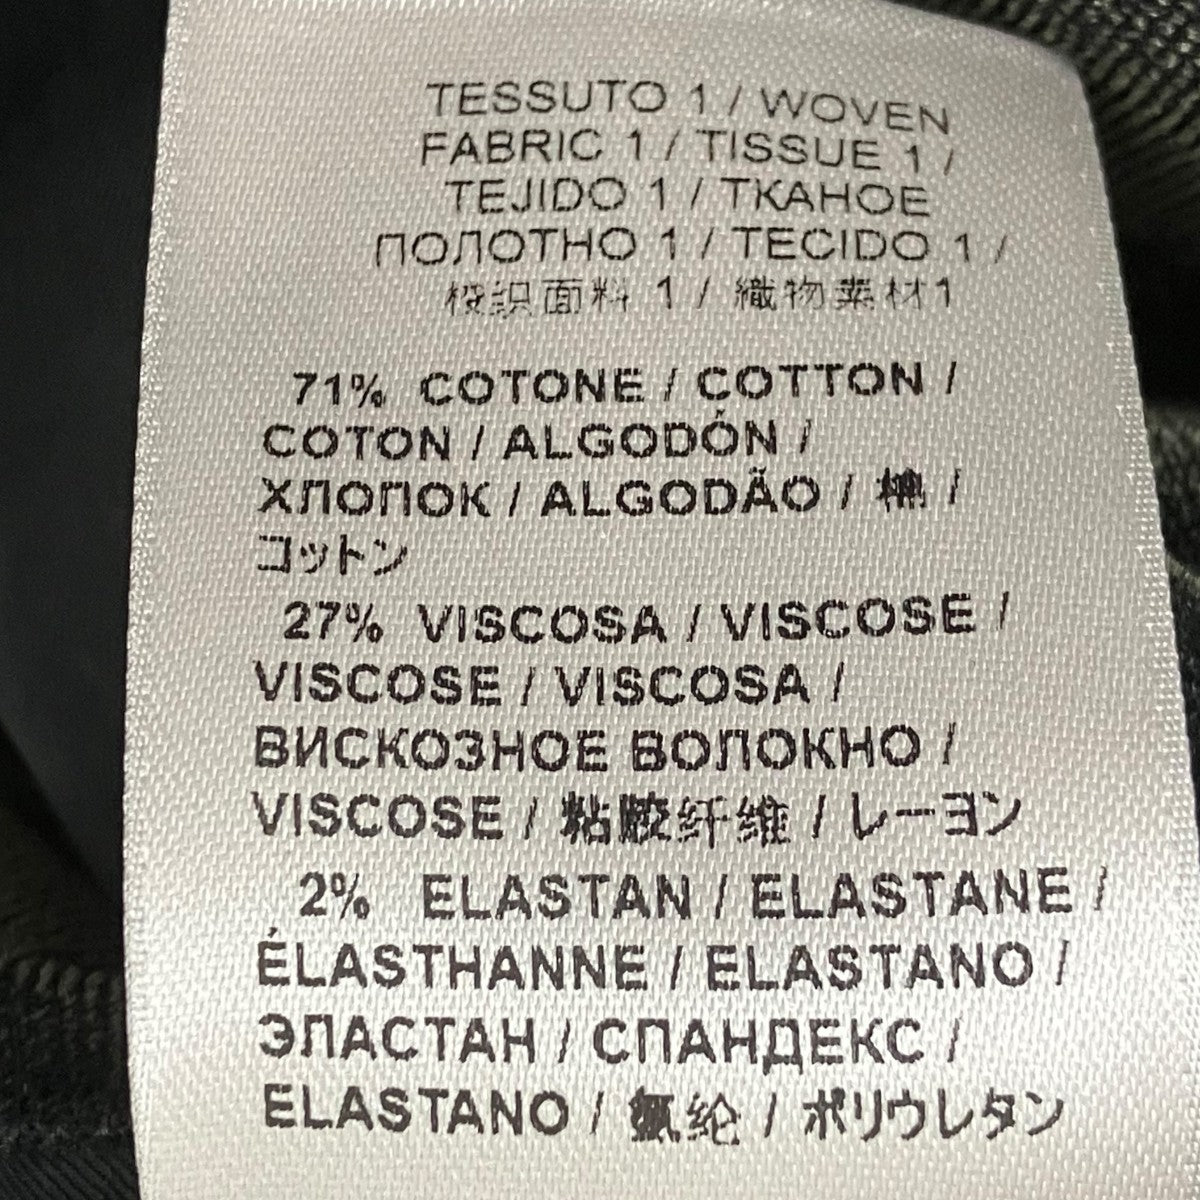 TESSUTO 1 / WOVEN
FABRIC 1 / TISSUE 1 /
TEJIDO 1 / ТКАНОЕ
ПОЛОТНО 1 / TECIDO 1 /
梭织面料 1 / 織物素材1
71% COTONE / COTTON /
COTON / ALGODÓN /
ХЛОПОК / ALGODÃO / 棉 /
コットン
27% VISCOSA / VISCOSE /
VISCOSE / VISCOSA /
ВИСКОЗНОЕ ВОЛОКНО /
VISCOSE / 粘胶纤维 / レーヨン
2% ELASTAN / ELASTANE /
ÉLASTHANNE / ELASTANO /
ЭЛАСТАН / СПАНДЕКС /
ELASTANO / 氨纶 / ポリウレタン